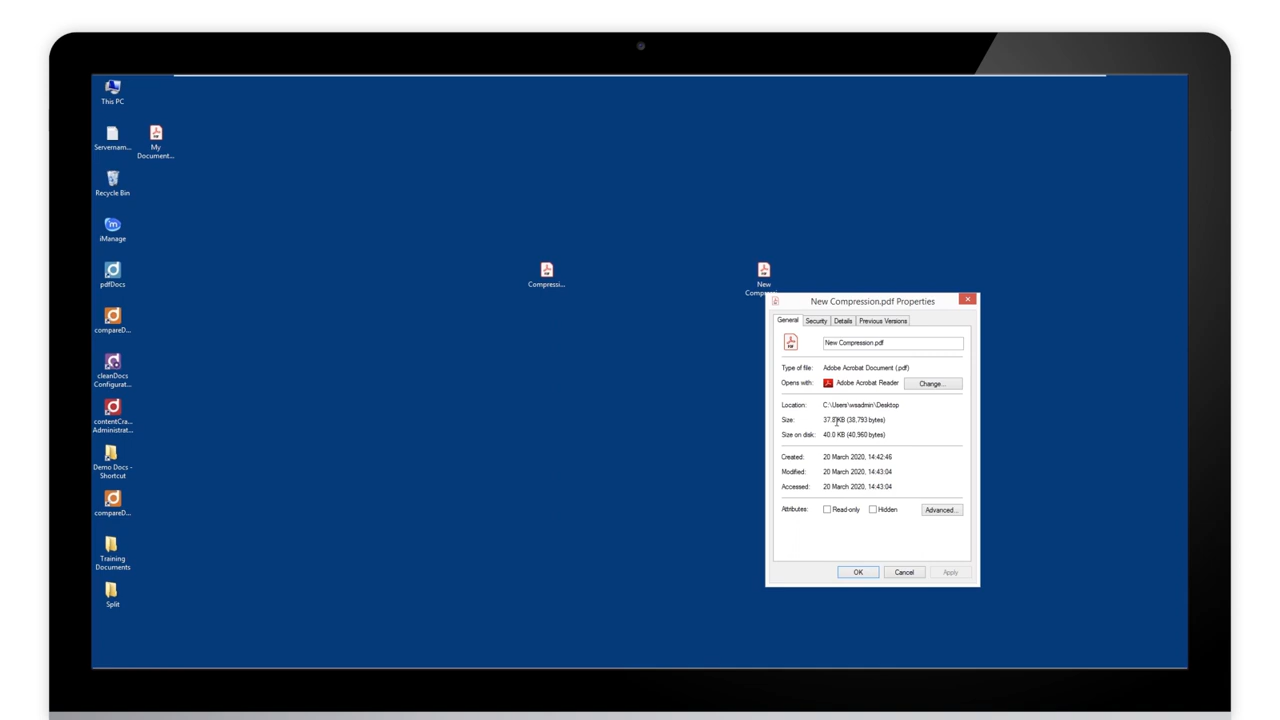 This PC
Servernam...
My
Document...
Recycle Bin
iManage
pdfDocs
compareD...
cleanDocs
Configurat...
contentCra...
Administrat...
Demo Docs -
Shortcut
compareD...
Training
Documents
Split
Compressi...
New
Compressi...
New Compression.pdf Properties
General Security Details Previous Versions
New Compression.pdf
Type of file: Adobe Acrobat Document (.pdf)
Opens with: Adobe Acrobat Reader Change...
Location: C:\Users\wsadmin\Desktop
Size: 37.8 KB (38,793 bytes)
Size on disk: 40.0 KB (40,960 bytes)
Created: 20 March 2020, 14:42:46
Modified: 20 March 2020, 14:43:04
Accessed: 20 March 2020, 14:43:04
Attributes: Read-only Hidden Advanced...
OK Cancel Apply